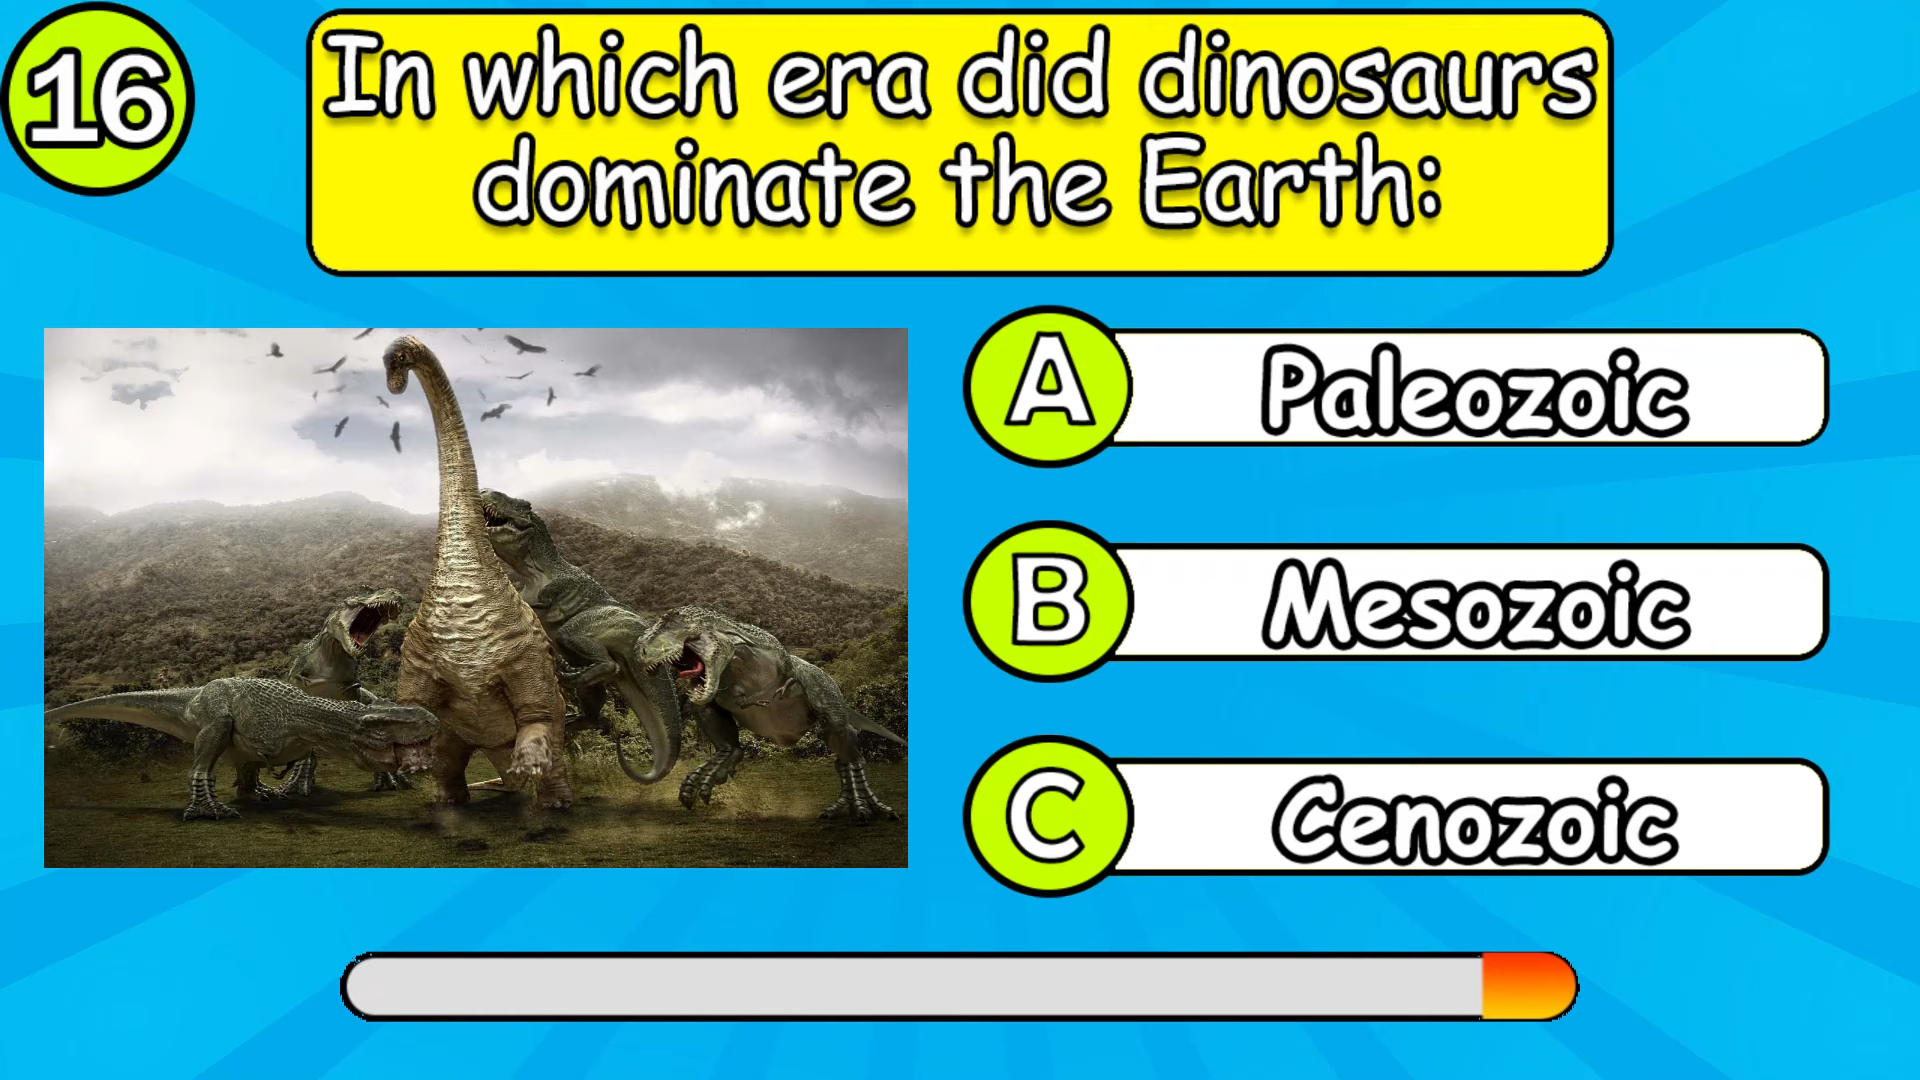 16
In which era did dinosaurs
dominate the Earth:
A Paleozoic
B Mesozoic
C Cenozoic